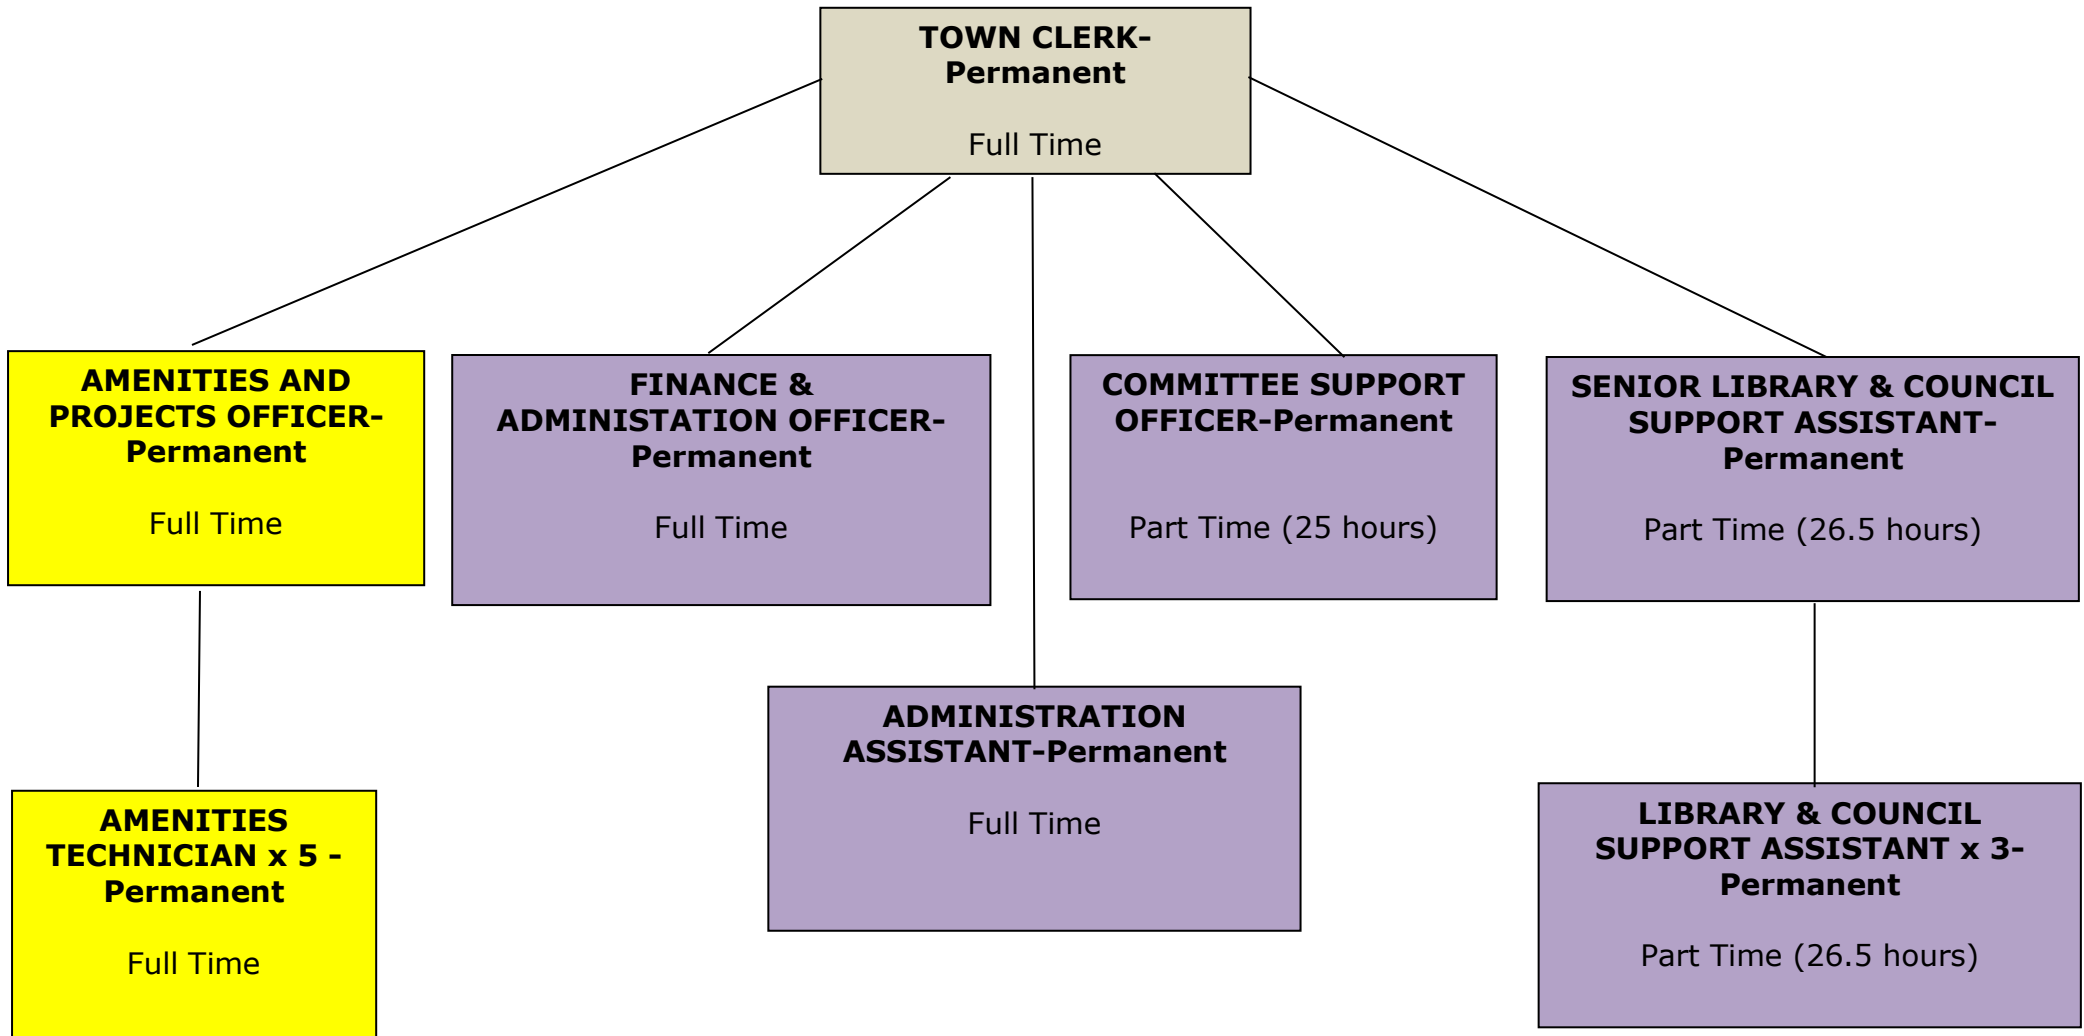 TOWN CLERK-
Permanent
Full Time
AMENITIES AND
PROJECTS OFFICER-
Permanent
Full Time
FINANCE &
ADMINISTATION OFFICER-
Permanent
Full Time
COMMITTEE SUPPORT
OFFICER-Permanent
Part Time (25 hours)
SENIOR LIBRARY & COUNCIL
SUPPORT ASSISTANT-
Permanent
Part Time (26.5 hours)
ADMINISTRATION
ASSISTANT-Permanent
Full Time
AMENITIES
TECHNICIAN x 5 -
Permanent
Full Time
LIBRARY & COUNCIL
SUPPORT ASSISTANT x 3-
Permanent
Part Time (26.5 hours)